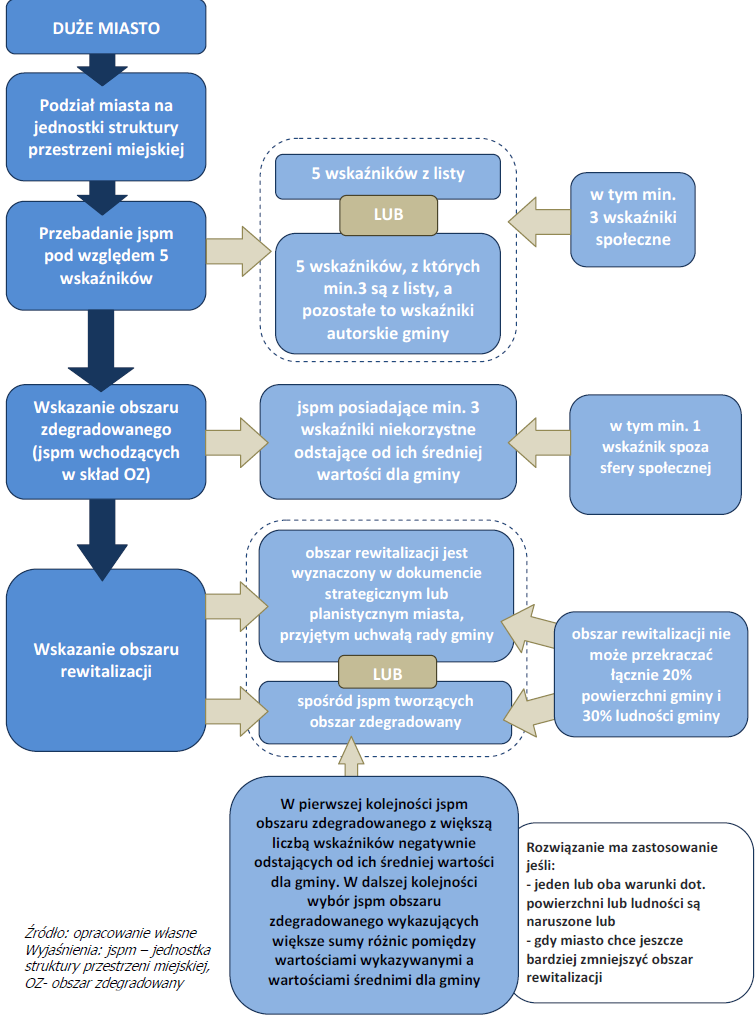 DUŻE MIASTO
Podział miasta na
jednostki struktury
przestrzeni miejskiej
Przebadanie jspm
pod względem 5
wskaźników
5 wskaźników z listy
LUB
5 wskaźników, z których
min.3 są z listy, a
pozostałe to wskaźniki
autorskie gminy
w tym min.
3 wskaźniki
społeczne
Wskazanie obszaru
zdegradowanego
(jspm wchodzących
w skład OZ)
jspm posiadające min. 3
wskaźniki niekorzystne
odstające od ich średniej
wartości dla gminy
w tym min. 1
wskaźnik spoza
sfery społecznej
Wskazanie obszaru
rewitalizacji
obszar rewitalizacji jest
wyznaczony w dokumencie
strategicznym lub
planistycznym miasta,
przyjętym uchwałą rady gminy
LUB
spośród jspm tworzących
obszar zdegradowany
obszar rewitalizacji nie
może przekraczać
łącznie 20%
powierzchni gminy i
30% ludności gminy
W pierwszej kolejności jspm
obszaru zdegradowanego z większą
liczbą wskaźników negatywnie
odstających od ich średniej wartości
dla gminy. W dalszej kolejności
wybór jspm obszaru
zdegradowanego wykazujących
większe sumy różnic pomiędzy
wartościami wykazywanymi a
wartościami średnimi dla gminy
Rozwiązanie ma zastosowanie
jeśli:
- jeden lub oba warunki dot.
powierzchni lub ludności są
naruszone lub
- gdy miasto chce jeszcze
bardziej zmniejszyć obszar
rewitalizacji
Źródło: opracowanie własne
Wyjaśnienia: jspm – jednostka
struktury przestrzeni miejskiej,
OZ- obszar zdegradowany